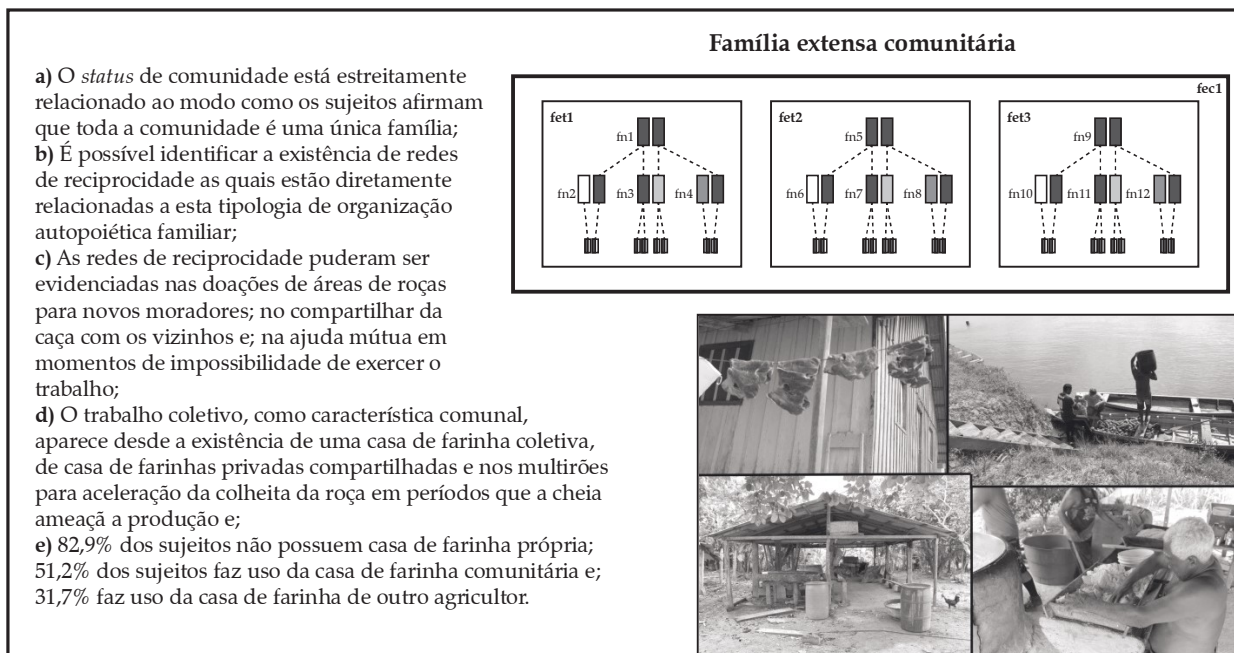 Família extensa comunitária
a) O status de comunidade está estreitamente
relacionado ao modo como os sujeitos afirmam
que toda a comunidade é uma única família;
b) É possível identificar a existência de redes
de reciprocidade as quais estão diretamente
relacionadas a esta tipologia de organização
autopoiética familiar;
c) As redes de reciprocidade puderam ser
evidenciadas nas doações de áreas de roças
para novos moradores; no compartilhar da
caça com os vizinhos e; na ajuda mútua em
momentos de impossibilidade de exercer o
trabalho;
d) O trabalho coletivo, como característica comunal,
aparece desde a existência de uma casa de farinha coletiva,
de casa de farinhas privadas compartilhadas e nos multirões
para aceleração da colheita da roça em períodos que a cheia
ameaçã a produção e;
e) 82,9% dos sujeitos não possuem casa de farinha própria;
51,2% dos sujeitos faz uso da casa de farinha comunitária e;
31,7% faz uso da casa de farinha de outro agricultor.
fec1
fet1
fn1
fn2
fn3
fn4
fet2
fn5
fn6
fn7
fn8
fet3
fn9
fn10
fn11
fn12